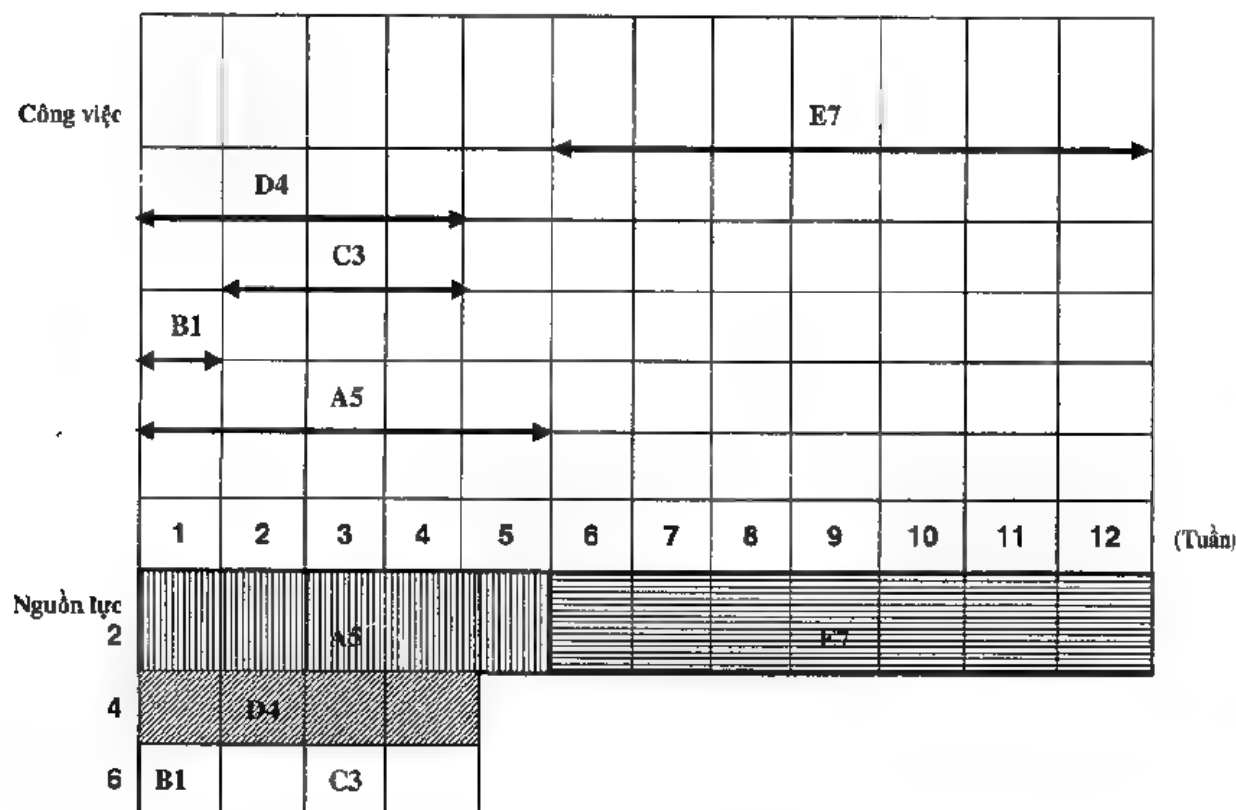 Công việc
E7
D4
C3
B1
A5
1 2 3 4 5 6 7 8 9 10 11 12 (Tuần)
Nguồn lực
2 A5 E7
4 D4
6 B1 C3